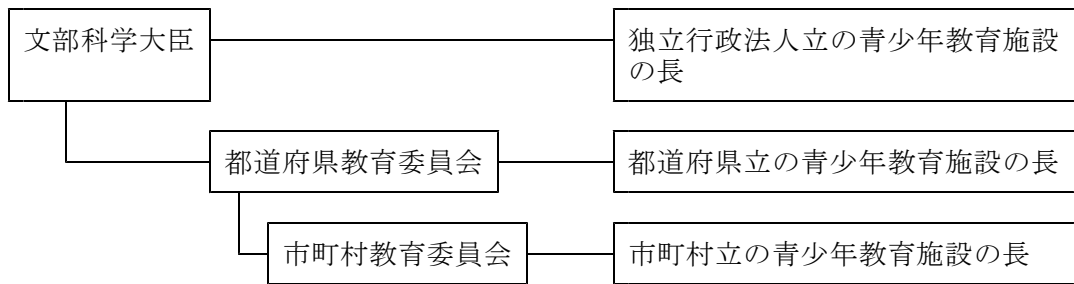 文部科学大臣
独立行政法人立の青少年教育施設
の長
都道府県教育委員会
都道府県立の青少年教育施設の長
市町村教育委員会
市町村立の青少年教育施設の長